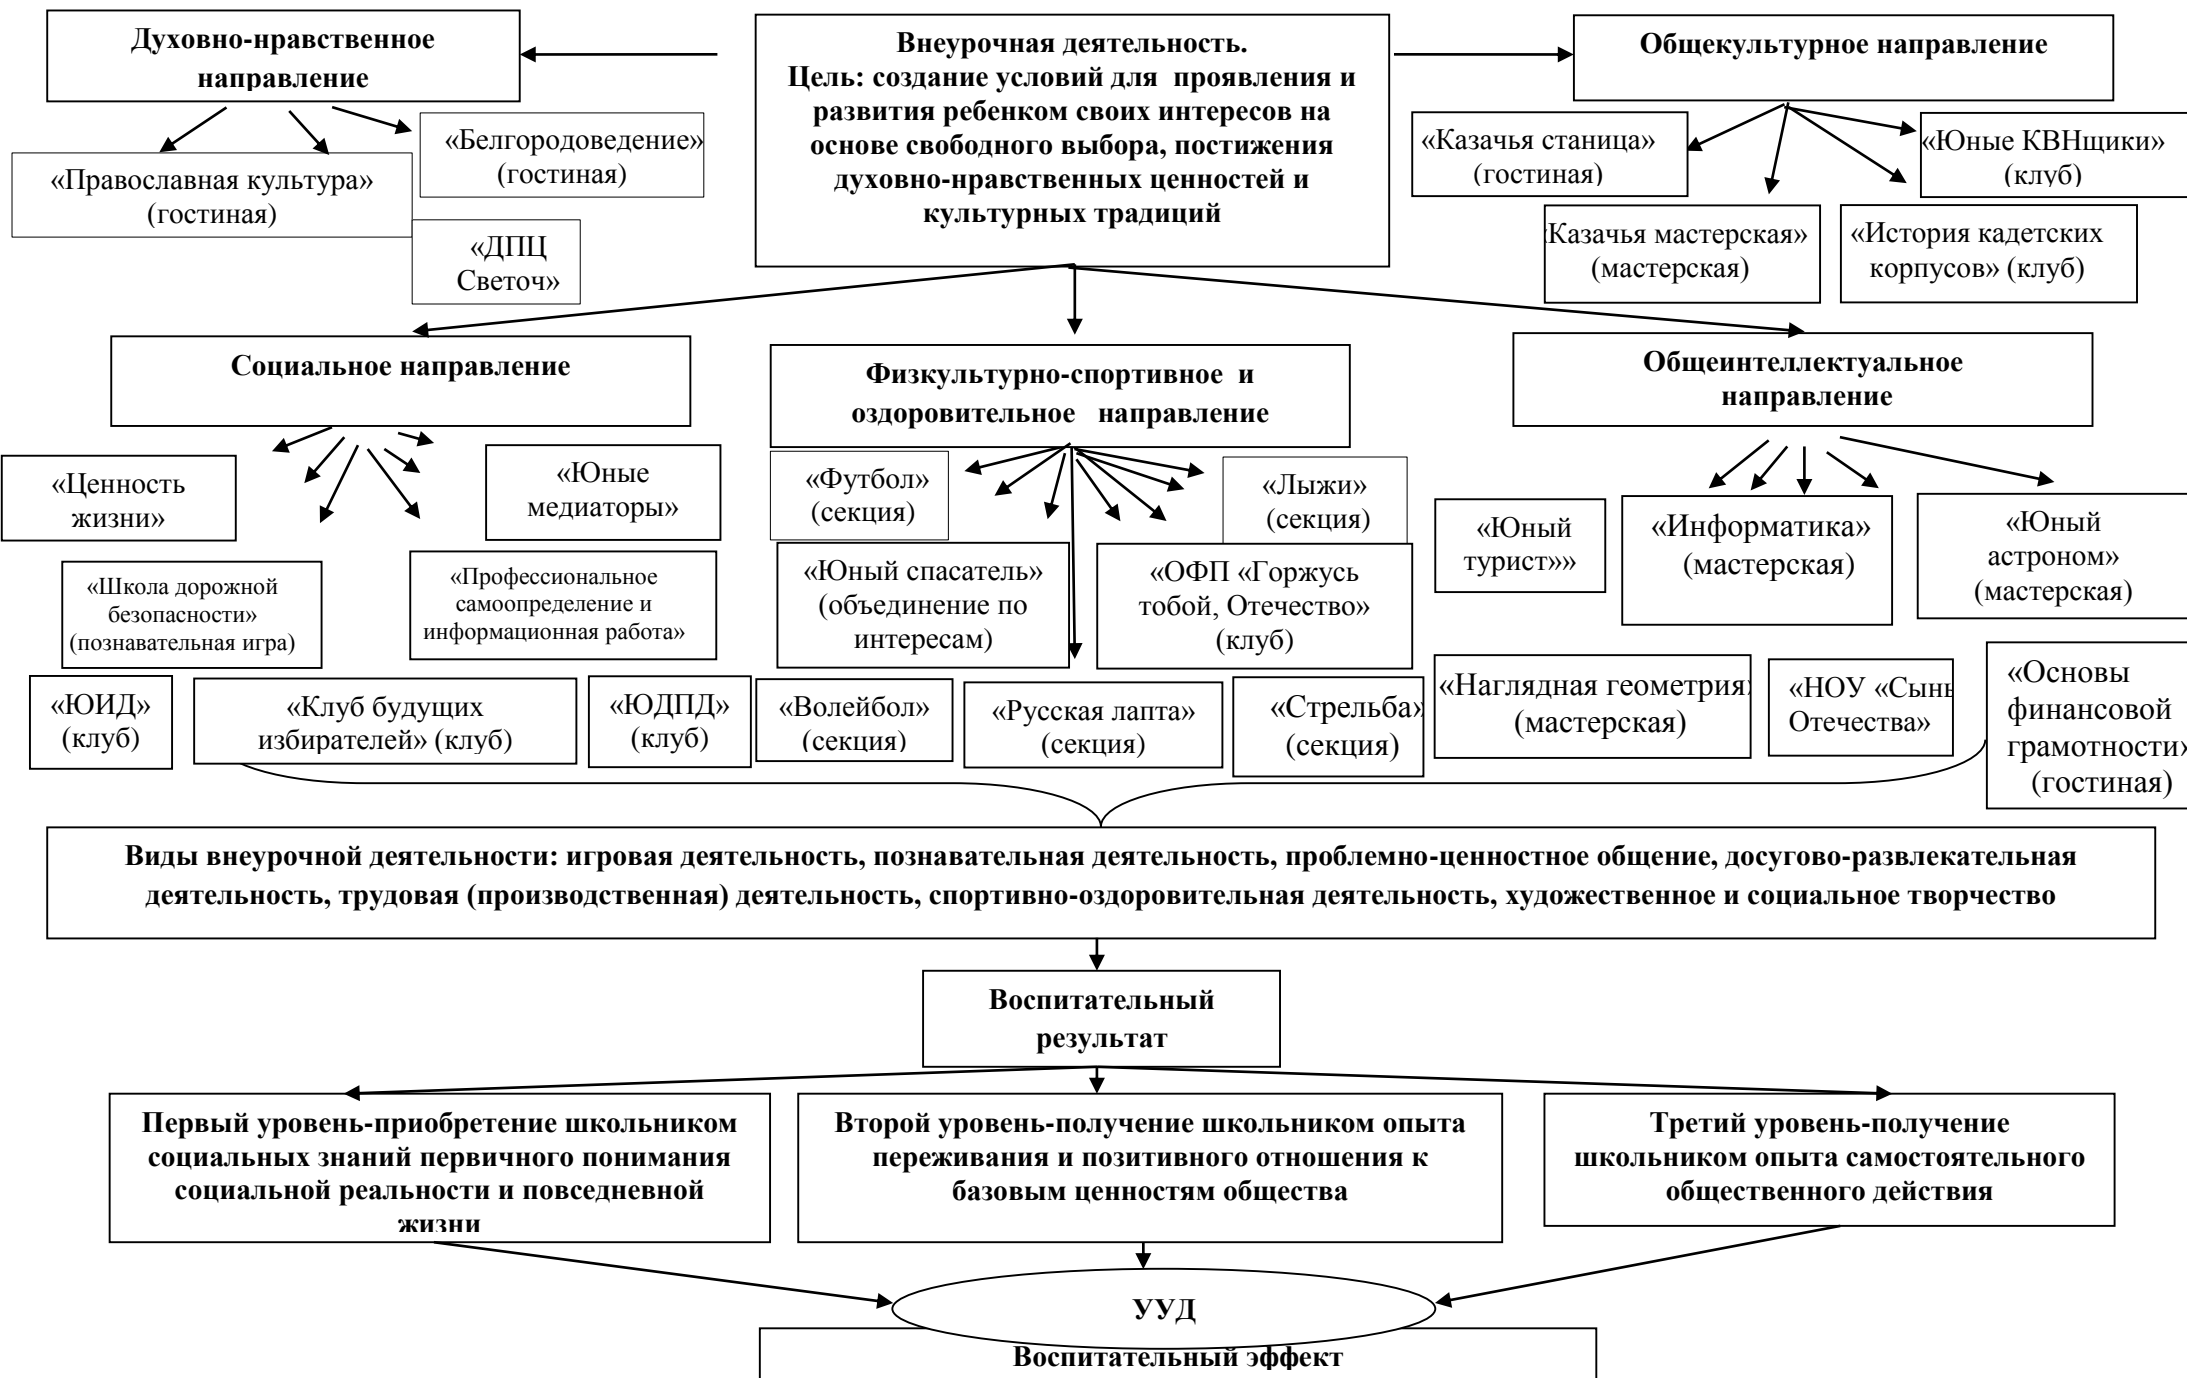 Духовно-нравственное
направление
Внеурочная деятельность.
Цель: создание условий для проявления и
развития ребенком своих интересов на
основе свободного выбора, постижения
духовно-нравственных ценностей и
культурных традиций
Общекультурное направление
«Белгородоведение»
(гостиная)
«Православная культура»
(гостиная)
«ДПЦ
Светоч»
«Казачья станица»
(гостиная)
«Юные КВНщики»
(клуб)
«Казачья мастерская»
(мастерская)
«История кадетских
корпусов» (клуб)
Социальное направление
Физкультурно-спортивное и
оздоровительное направление
Общеинтеллектуальное
направление
«Ценность
жизни»
«Юные
медиаторы»
«Школа дорожной
безопасности»
(познавательная игра)
«Профессиональное
самоопределение и
информационная работа»
«ЮИД»
(клуб)
«Клуб будущих
избирателей» (клуб)
«ЮДПД»
(клуб)
«Футбол»
(секция)
«Лыжи»
(секция)
«Юный спасатель»
(объединение по
интересам)
«ОФП «Горжусь
тобой, Отечество»
(клуб)
«Волейбол»
(секция)
«Русская лапта»
(секция)
«Стрельба»
(секция)
«Юный
турист»»
«Информатика»
(мастерская)
«Юный
астроном»
(мастерская)
«Наглядная геометрия»
(мастерская)
«НОУ «Сыны
Отечества»
«Основы
финансовой
грамотности»
(гостиная)
Виды внеурочной деятельности: игровая деятельность, познавательная деятельность, проблемно-ценностное общение, досугово-развлекательная
деятельность, трудовая (производственная) деятельность, спортивно-оздоровительная деятельность, художественное и социальное творчество
Воспитательный
результат
Первый уровень-приобретение школьником
социальных знаний первичного понимания
социальной реальности и повседневной
жизни
Второй уровень-получение школьником опыта
переживания и позитивного отношения к
базовым ценностям общества
Третий уровень-получение
школьником опыта самостоятельного
общественного действия
УУД
Воспитательный эффект